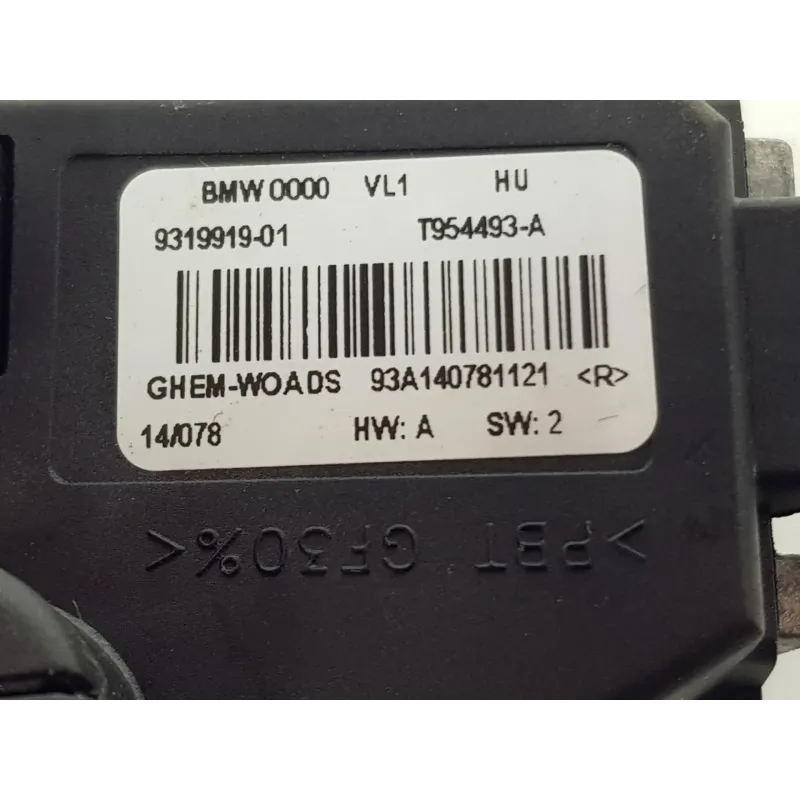 BMW 0000 VL1 HU
9319919-01 T954493-A
GHEM-WOADS 93A140781121 <R>
14/078 HW: A SW: 2
>PBT GF30%<